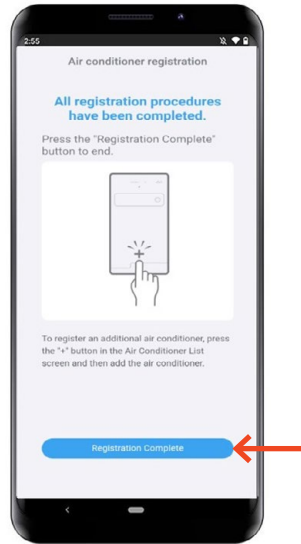 2:55
Air conditioner registration
All registration procedures
have been completed.
Press the "Registration Complete"
button to end.
To register an additional air conditioner, press
the "+" button in the Air Conditioner List
screen and then add the air conditioner.
Registration Complete